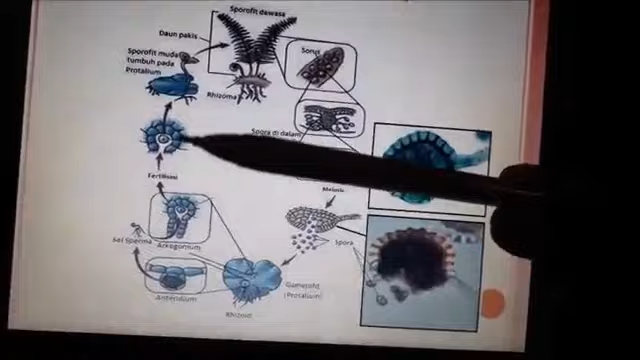 Sporofit dewasa
Daun pakis
Sporofit muda
tumbuh pada
Protalium
Sorus
Rhizoma
Spora di dalam
Fertilisasi
Meiosis
Sel Sperma
Arkegonium
Spora
Gametofit
(Protalium)
Anteridium
Rhizoid